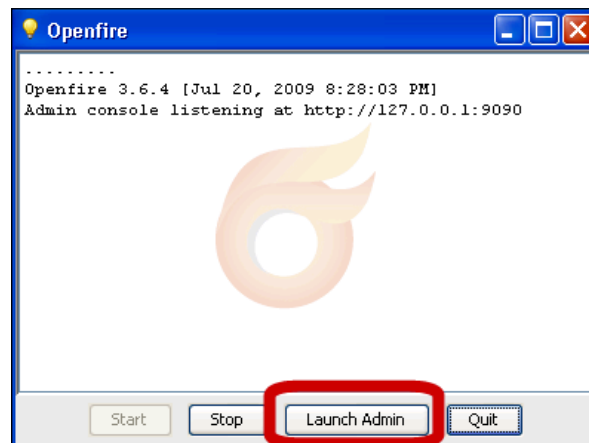 Openfire
.........
Openfire 3.6.4 [Jul 20, 2009 8:28:03 PM]
Admin console listening at http://127.0.0.1:9090
Start Stop Launch Admin Quit